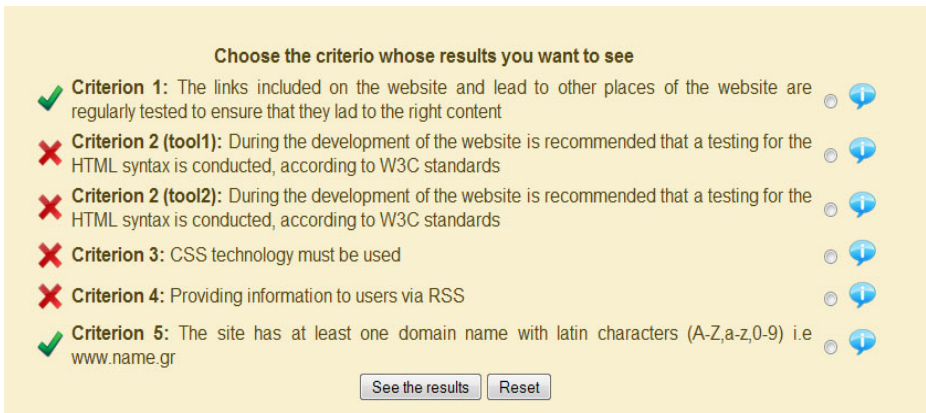 Choose the criterio whose results you want to see
Criterion 1: The links included on the website and lead to other places of the website are
regularly tested to ensure that they lad to the right content
Criterion 2 (tool1): During the development of the website is recommended that a testing for the
HTML syntax is conducted, according to W3C standards
Criterion 2 (tool2): During the development of the website is recommended that a testing for the
HTML syntax is conducted, according to W3C standards
Criterion 3: CSS technology must be used
Criterion 4: Providing information to users via RSS
Criterion 5: The site has at least one domain name with latin characters (A-Z,a-z,0-9) i.e
www.name.gr
See the results Reset